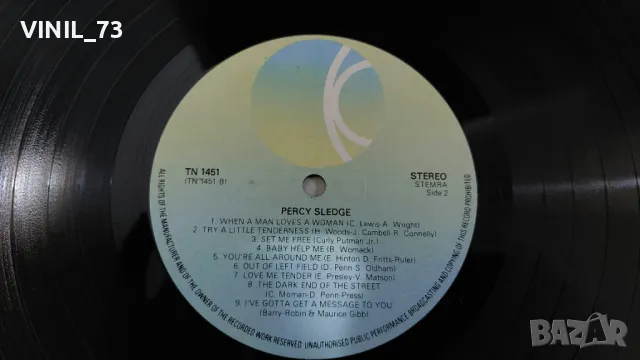 VINIL_73
TN 1451
(TN 1451-B)
STEREO
STEMRA
Side 2
PERCY SLEDGE
1. WHEN A MAN LOVES A WOMAN (C. Lewis-A. Wright)
2. TRY A LITTLE TENDERNESS (H. Woods-J. Cambell R. Connelly)
3. SET ME FREE (Curly Putman Jr.)
4. BABY HELP ME (B. Womack)
5. YOU'RE ALL AROUND ME (E. Hinton D. Fritts-Ruler)
6. OUT OF LEFT FIELD (D. Penn S. Oldham)
7. LOVE ME TENDER (E. Presley-V. Matson)
8. THE DARK END OF THE STREET
(C. Moman-D. Penn-Press)
9. I'VE GOTTA GET A MESSAGE TO YOU
(Barry-Robin & Maurice Gibb)
ALL RIGHTS OF THE MANUFACTURER AND OF THE OWNER OF THE RECORDED WORK RESERVED UNAUTHORISED PUBLIC PERFORMANCE BROADCASTING AND COPYING OF THIS RECORD PROHIBITED
BAZAR
.bg